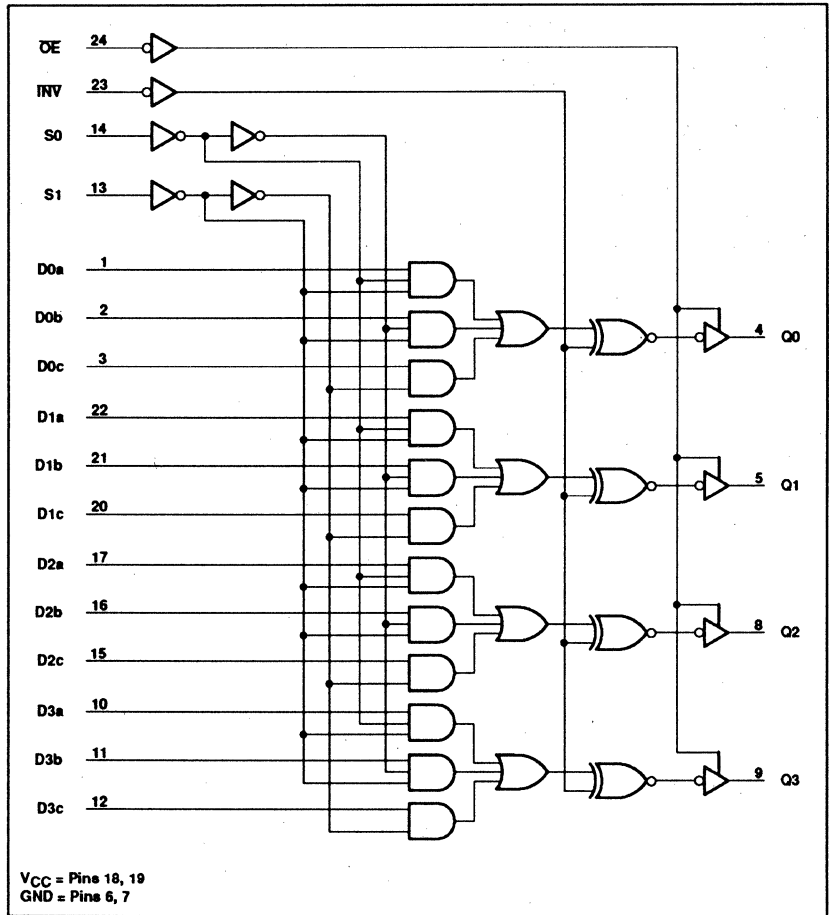 OE 24
INV 23
S0 14
S1 13
D0a 1
D0b 2
D0c 3
4 Q0
D1a 22
D1b 21
5 Q1
D1c 20
D2a 17
D2b 16
8 Q2
D2c 15
D3a 10
D3b 11
9 Q3
D3c 12
VCC = Pins 18, 19
GND = Pins 6, 7